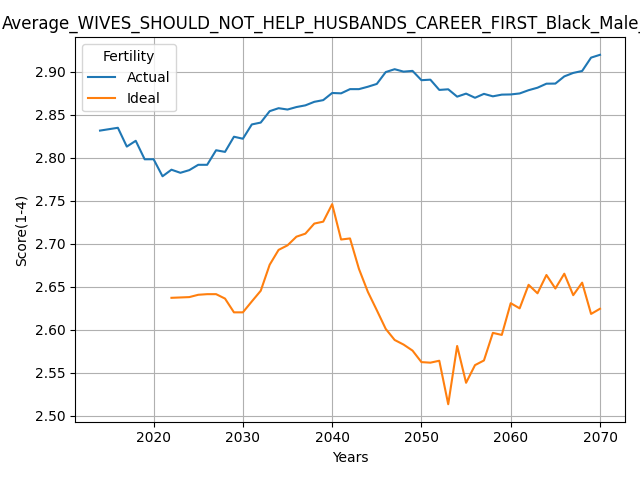 Average_WIVES_SHOULD_NOT_HELP_HUSBANDS_CAREER_FIRST_Black_Male_
Fertility
Actual
Ideal
2.90
2.85
2.80
2.75
2.70
2.65
2.60
2.55
2.50
Score(1-4)
2020 2030 2040 2050 2060 2070
Years